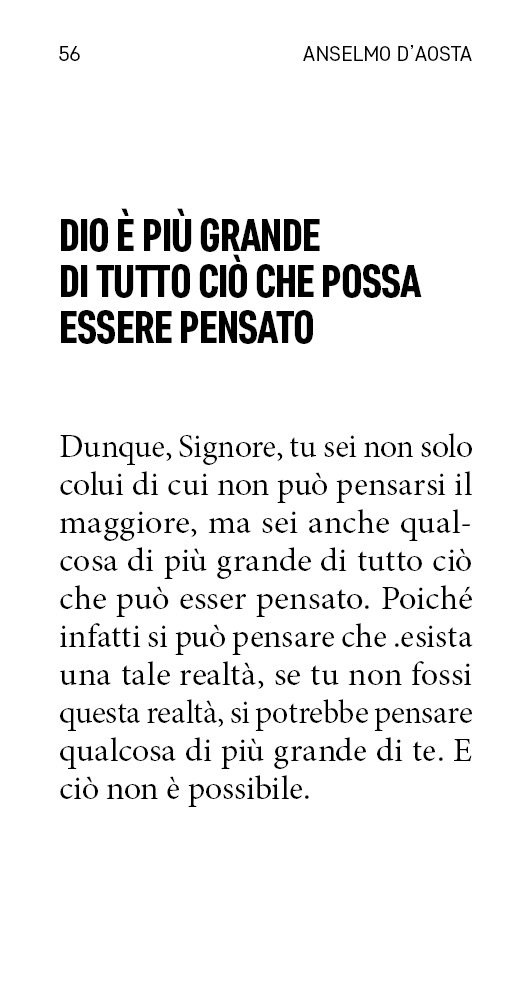 56 ANSELMO D'AOSTA
DIO È PIÙ GRANDE
DI TUTTO CIÒ CHE POSSA
ESSERE PENSATO
Dunque, Signore, tu sei non solo
colui di cui non può pensarsi il
maggiore, ma sei anche qual-
cosa di più grande di tutto ciò
che può esser pensato. Poiché
infatti si può pensare che .esista
una tale realtà, se tu non fossi
questa realtà, si potrebbe pensare
qualcosa di più grande di te. E
ciò non è possibile.